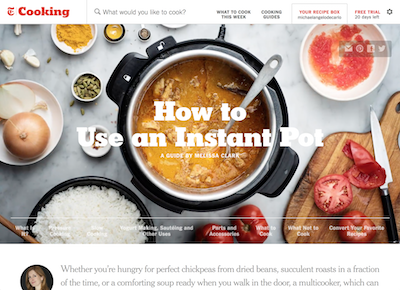 T Cooking
What would you like to cook?
WHAT TO COOK THIS WEEK
COOKING GUIDES
YOUR RECIPE BOX
michaelangelodecarlo
FREE TRIAL
20 days left
How to
Use an Instant Pot
A GUIDE BY MELISSA CLARK
What Is It?
Pressure Cooking
Slow Cooking
Yogurt Making, Sautéing and Other Uses
Parts and Accessories
What to Cook
What Not to Cook
Convert Your Favorite Recipes
Whether you're hungry for perfect chickpeas from dried beans, succulent roasts in a fraction
of the time, or a comforting soup ready when you walk in the door, a multicooker, which can